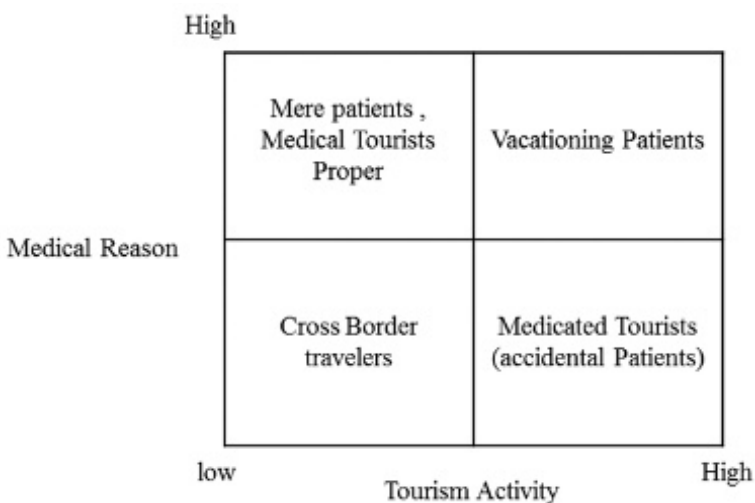 High
Mere patients ,
Medical Tourists
Proper
Vacationing Patients
Medical Reason
Cross Border
travelers
Medicated Tourists
(accidental Patients)
low
High
Tourism Activity